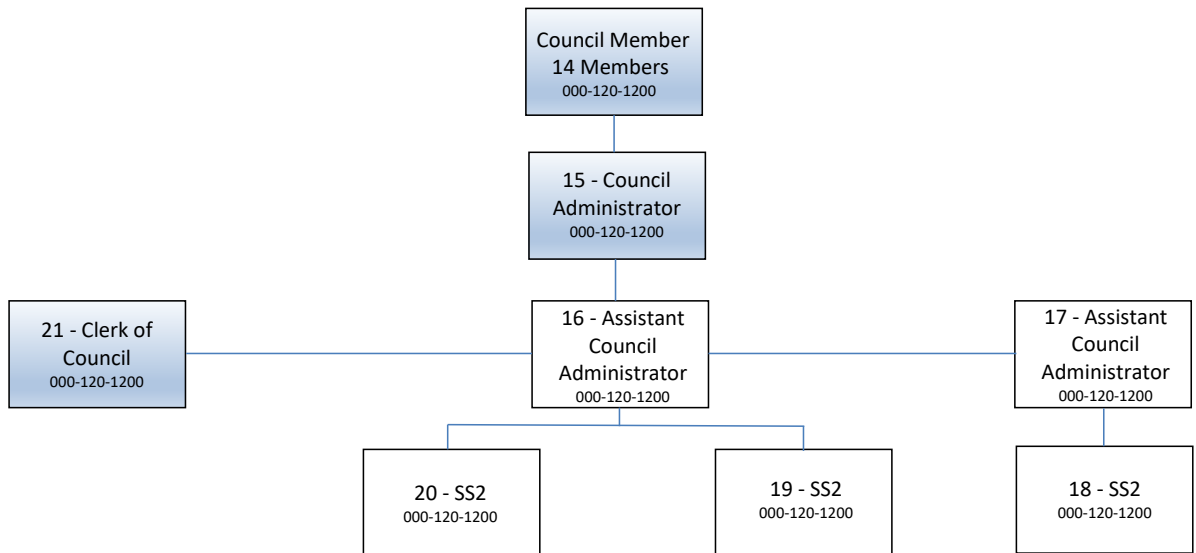 Council Member
14 Members
000-120-1200
15 - Council
Administrator
000-120-1200
21 - Clerk of
Council
000-120-1200
16 - Assistant
Council
Administrator
000-120-1200
17 - Assistant
Council
Administrator
000-120-1200
20 - SS2
000-120-1200
19 - SS2
000-120-1200
18 - SS2
000-120-1200